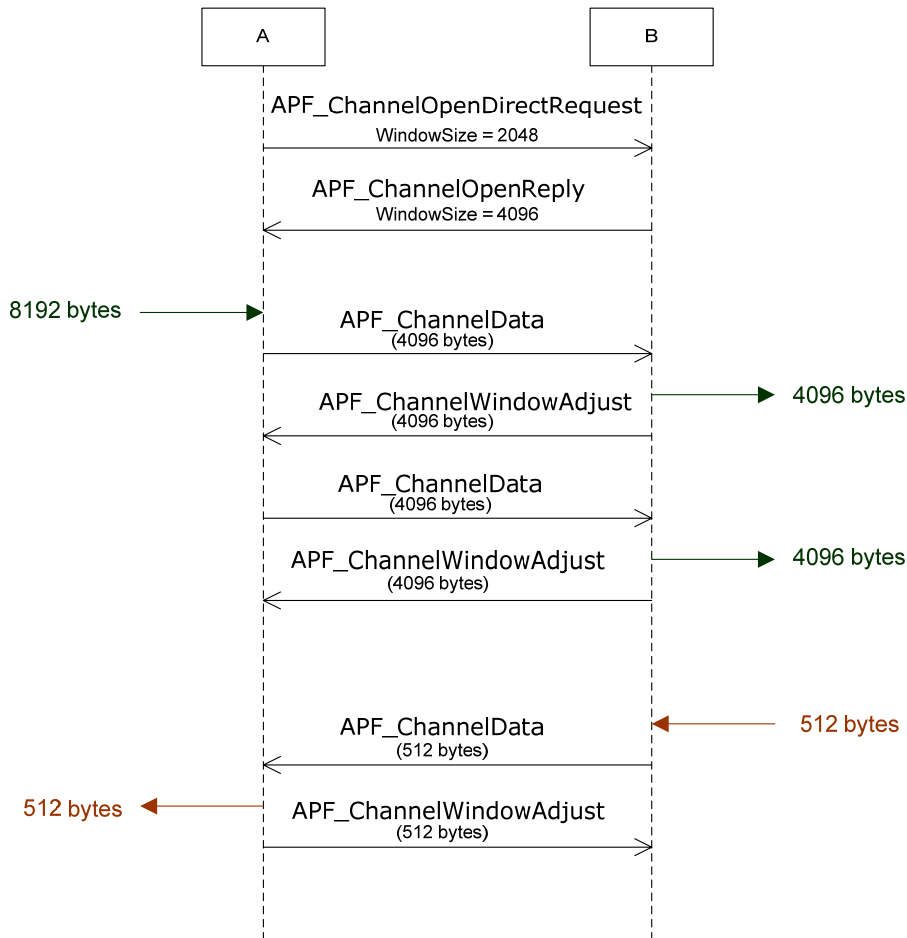 A
B
APF_ChannelOpenDirectRequest
WindowSize = 2048
APF_ChannelOpenReply
WindowSize = 4096
8192 bytes
APF_ChannelData
(4096 bytes)
4096 bytes
APF_ChannelWindowAdjust
(4096 bytes)
APF_ChannelData
(4096 bytes)
4096 bytes
APF_ChannelWindowAdjust
(4096 bytes)
512 bytes
APF_ChannelData
(512 bytes)
512 bytes
APF_ChannelWindowAdjust
(512 bytes)